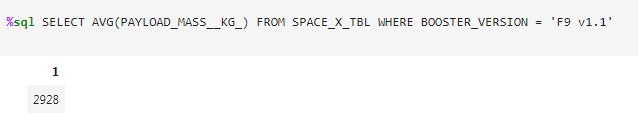 %sql SELECT AVG(PAYLOAD_MASS__KG_) FROM SPACE_X_TBL WHERE BOOSTER_VERSION = 'F9 v1.1'
1
2928